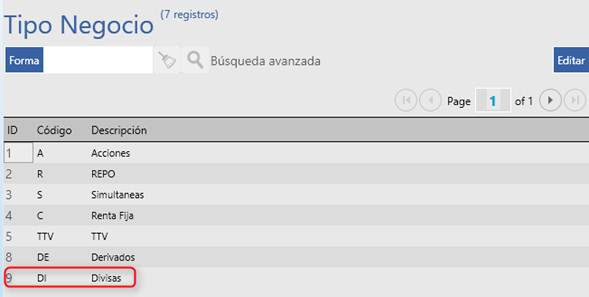 Tipo Negocio (7 registros)
Forma Búsqueda avanzada Editar
Page 1 of 1
ID Código Descripción
1 A Acciones
2 R REPO
3 S Simultaneas
4 C Renta Fija
5 TTV TTV
8 DE Derivados
9 DI Divisas